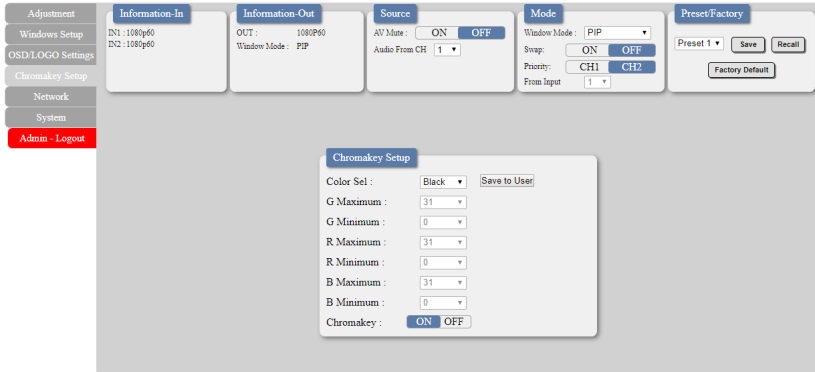 Adjustment
Windows Setup
OSD/LOGO Settings
Chromakey Setup
Network
System
Admin - Logout
Information-In
IN1 : 1080p60
IN2 : 1080p60
Information-Out
OUT : 1080P60
Window Mode : PIP
Source
AV Mute : ON OFF
Audio From CH 1
Mode
Window Mode : PIP
Swap: ON OFF
Priority: CH1 CH2
From Input 1
Preset/Factory
Preset 1 Save Recall
Factory Default
Chromakey Setup
Color Sel : Black Save to User
G Maximum : 31
G Minimum : 0
R Maximum : 31
R Minimum : 0
B Maximum : 31
B Minimum : 0
Chromakey : ON OFF